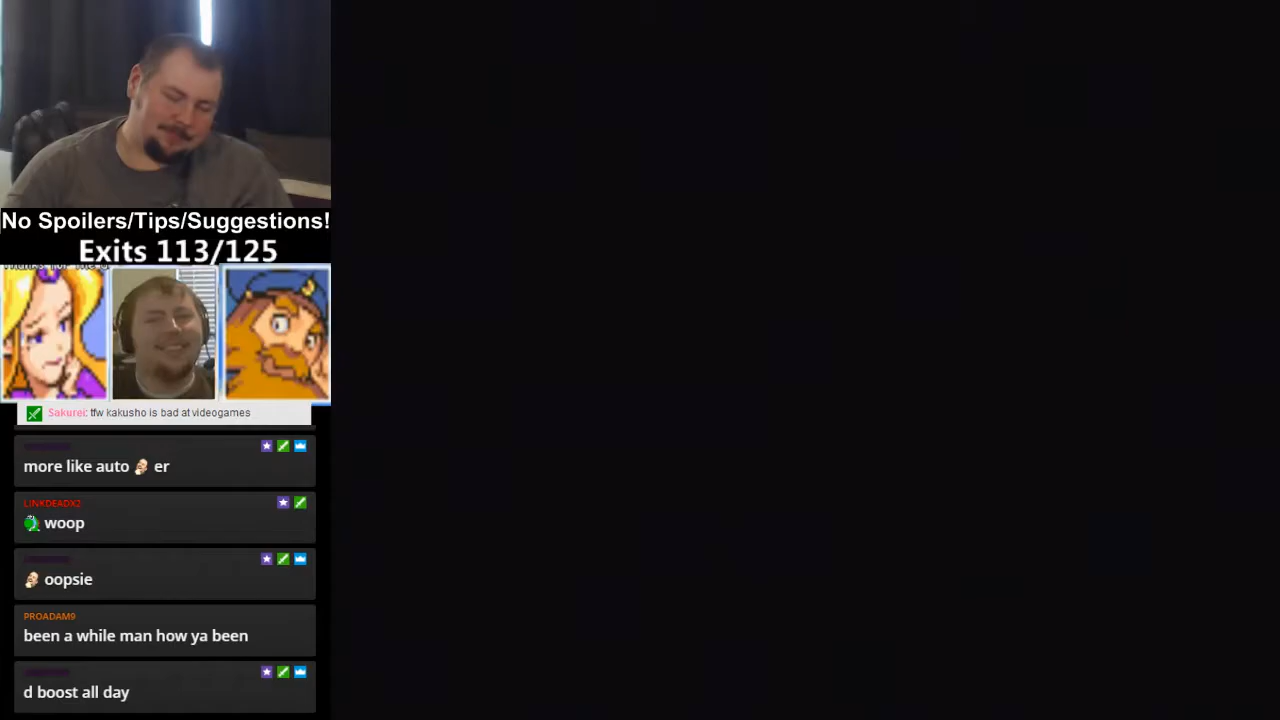 No Spoilers/Tips/Suggestions!
Exits 113/125
Sakurei: tfw kakusho is bad at videogames
more like auto er
LINKDEADX2
woop
oopsie
PROADAM9
been a while man how ya been
d boost all day